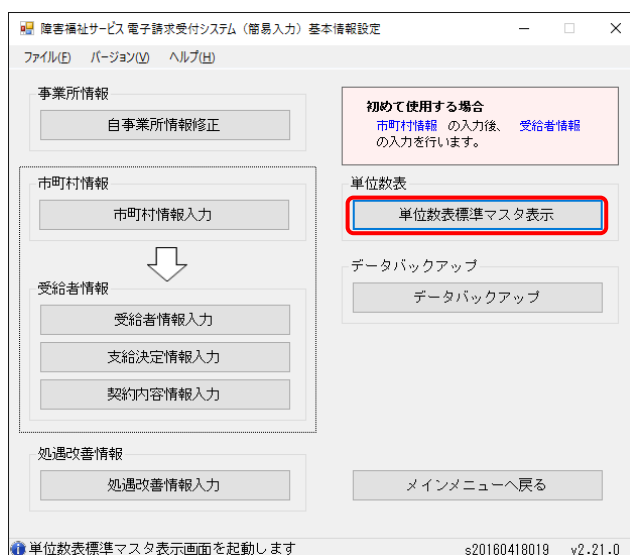 障害福祉サービス 電子請求受付システム（簡易入力） 基本情報設定
ファイル(F) バージョン(V) ヘルプ(H)
事業所情報
自事業所情報修正
初めて使用する場合
市町村情報 の入力後、 受給者情報
の入力を行います。
市町村情報
市町村情報入力
単位数表
単位数表標準マスタ表示
データバックアップ
データバックアップ
受給者情報
受給者情報入力
支給決定情報入力
契約内容情報入力
処遇改善情報
処遇改善情報入力
メインメニューへ戻る
単位数表標準マスタ表示画面を起動します s20160418019 v2.21.0